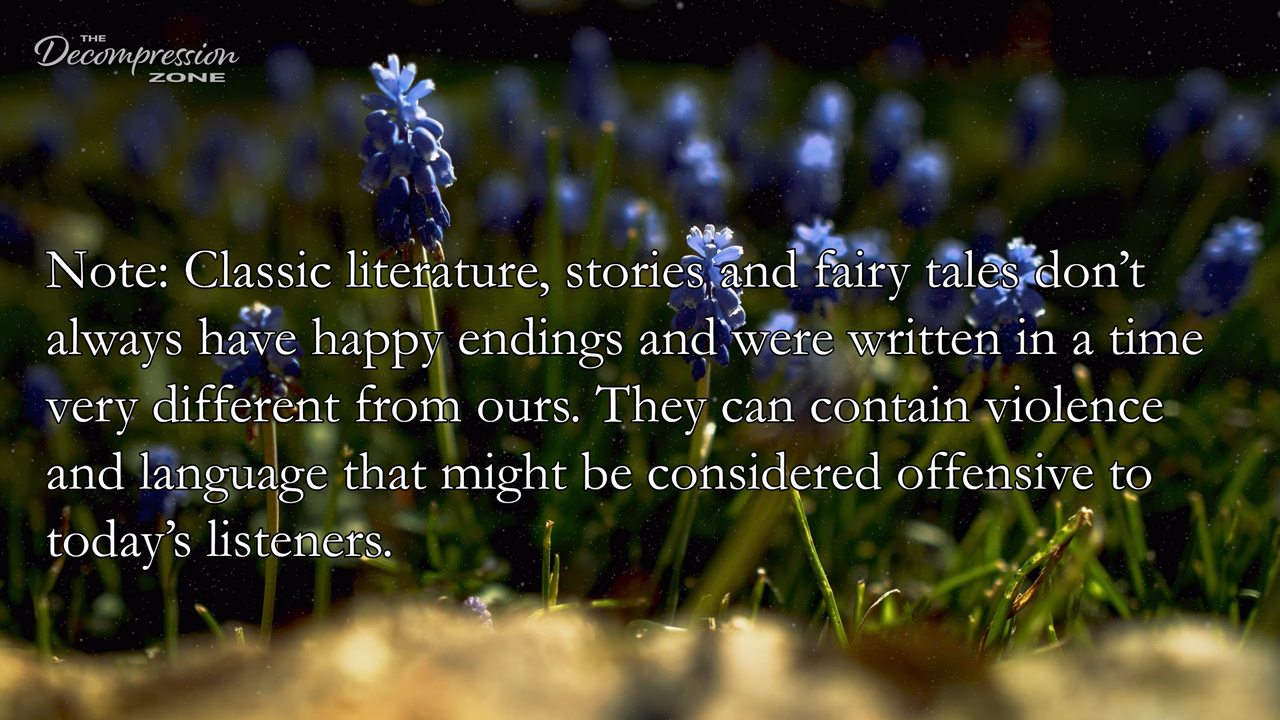 THE
Decompression
ZONE
Note: Classic literature, stories and fairy tales don’t
always have happy endings and were written in a time
very different from ours. They can contain violence
and language that might be considered offensive to
today’s listeners.